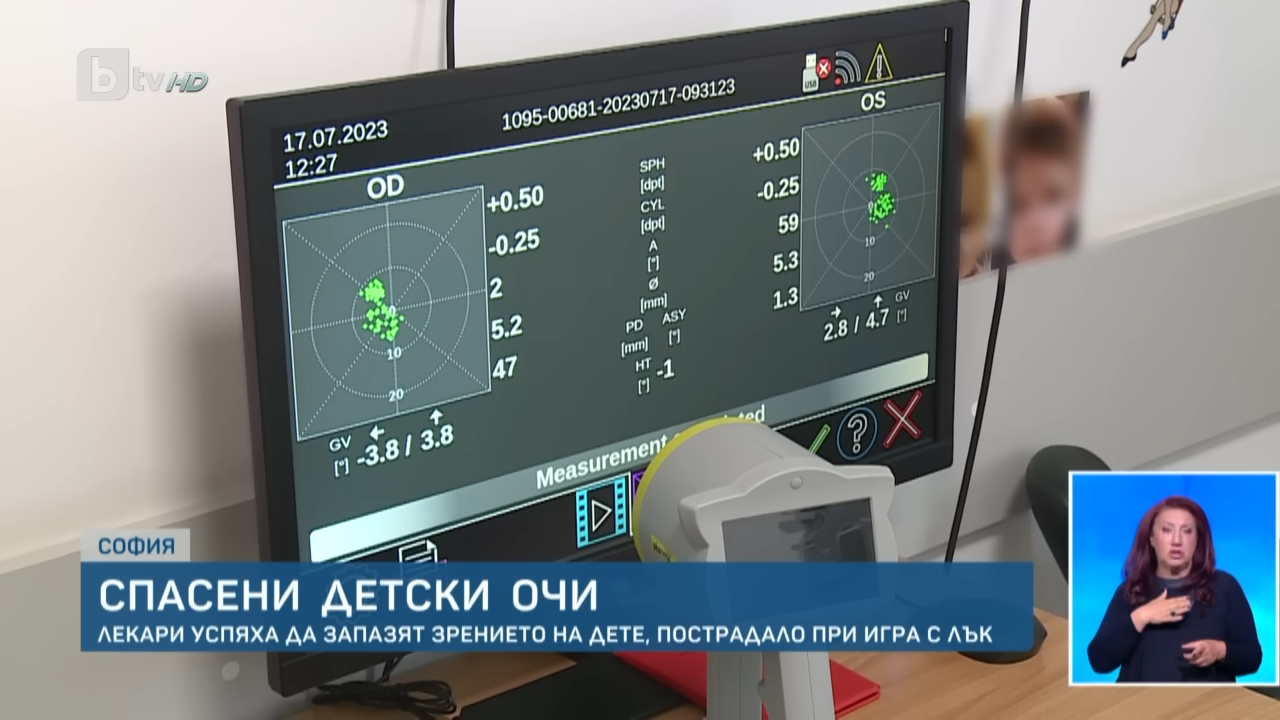 btv HD
17.07.2023
12:27
1095-00681-20230717-093123
USB
OD
OS
+0.50
SPH
[dpt]
+0.50
-0.25
CYL
[dpt]
-0.25
2
A
[°]
59
5.2
Ø
[mm]
5.3
47
PD
[mm]
ASY
[°]
1.3
HT
[°]
-1
0
10
20
0
10
20
GV
[°]
-3.8 / 3.8
2.8 / 4.7
GV
[°]
Measurement
СОФИЯ
СПАСЕНИ ДЕТСКИ ОЧИ
ЛЕКАРИ УСПЯХА ДА ЗАПАЗЯТ ЗРЕНИЕТО НА ДЕТЕ, ПОСТРАДАЛО ПРИ ИГРА С ЛЪК